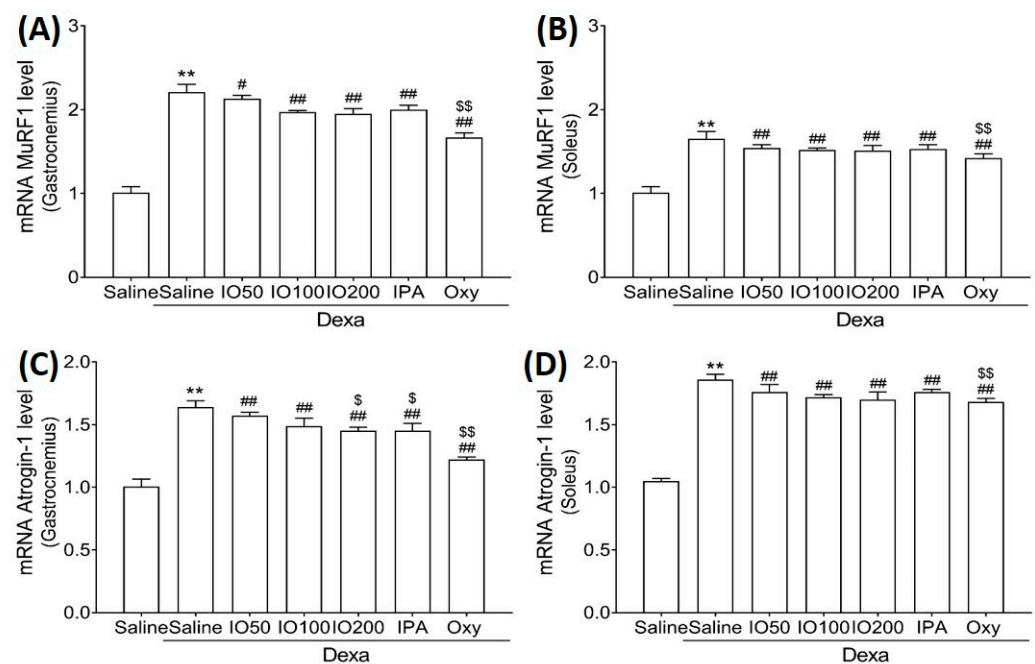 (A)
mRNA MuRF1 level
(Gastrocnemius)
3
2
1
0
**
#
##
##
##
$$
##
Saline Saline IO50 IO100 IO200 IPA Oxy
Dexa
(B)
mRNA MuRF1 level
(Soleus)
3
2
1
0
**
##
##
##
##
$$
##
Saline Saline IO50 IO100 IO200 IPA Oxy
Dexa
(C)
mRNA Atrogin-1 level
(Gastrocnemius)
2.0
1.5
1.0
0.5
0.0
**
##
##
$
##
$
##
$$
##
Saline Saline IO50 IO100 IO200 IPA Oxy
Dexa
(D)
mRNA Atrogin-1 level
(Soleus)
2.0
1.5
1.0
0.5
0.0
**
##
##
##
##
$$
##
Saline Saline IO50 IO100 IO200 IPA Oxy
Dexa